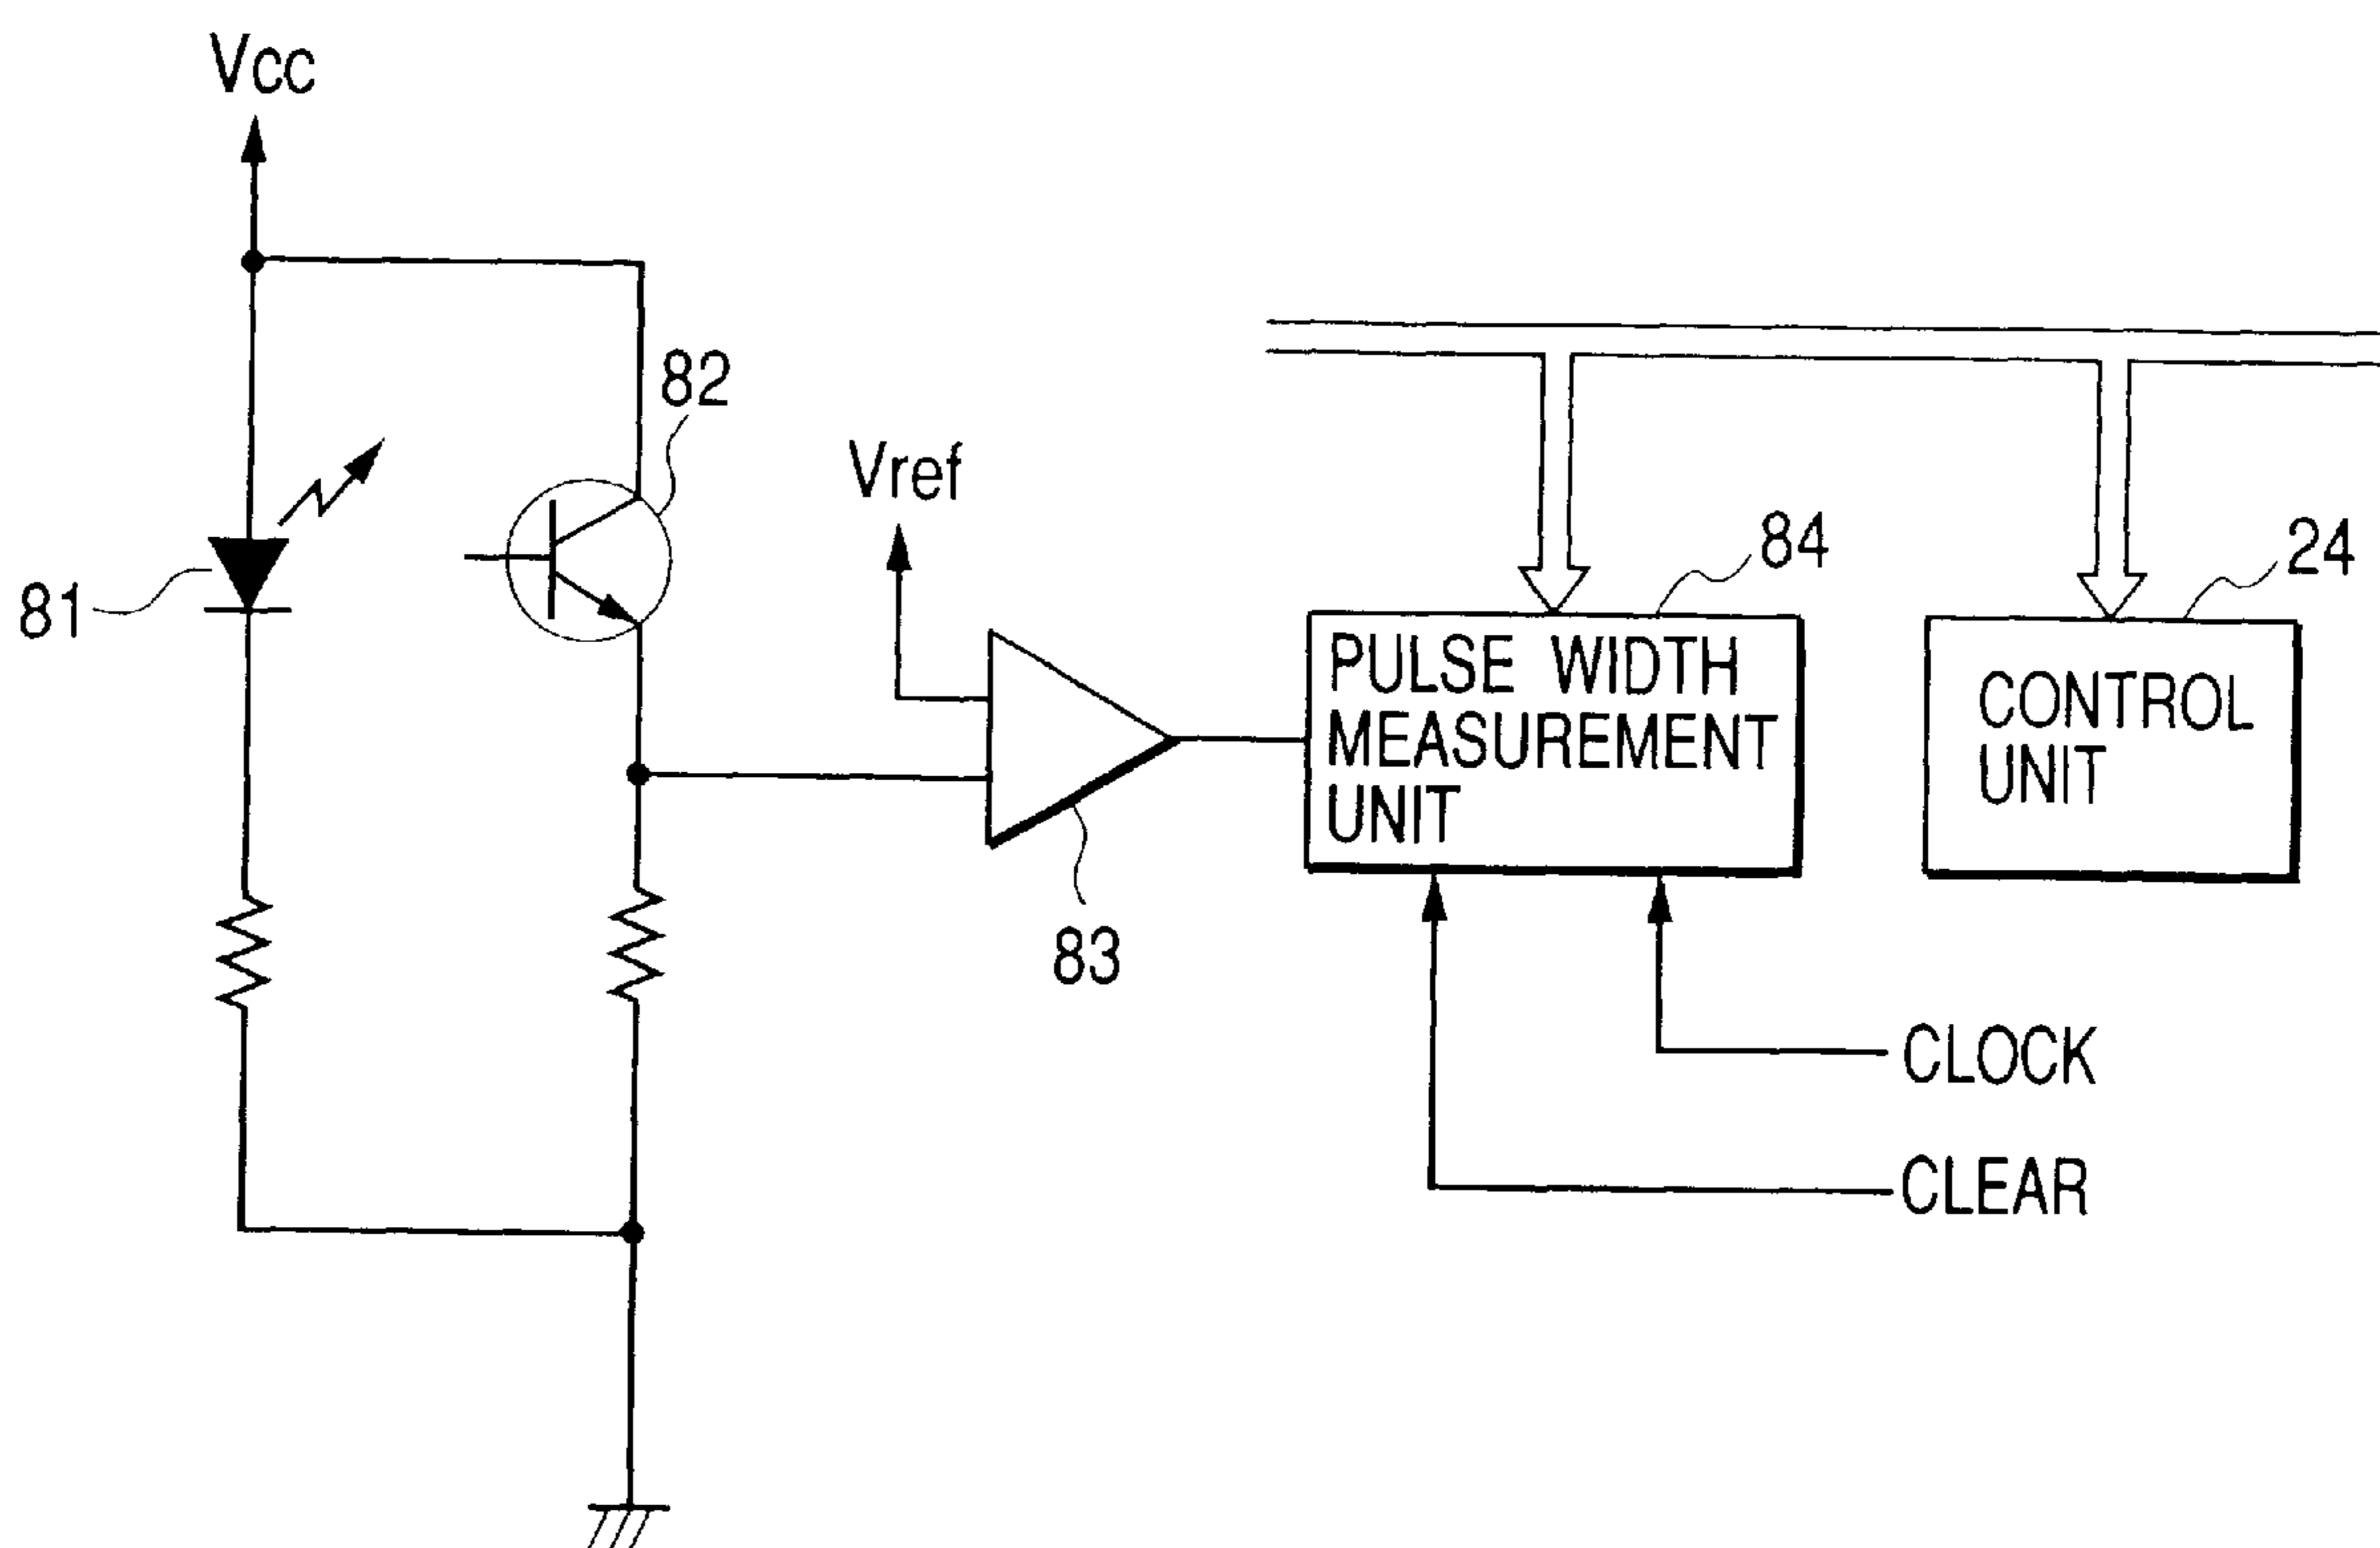 Vcc
82
Vref
84
24
81
PULSE WIDTH
MEASUREMENT
UNIT
CONTROL
UNIT
83
CLOCK
CLEAR